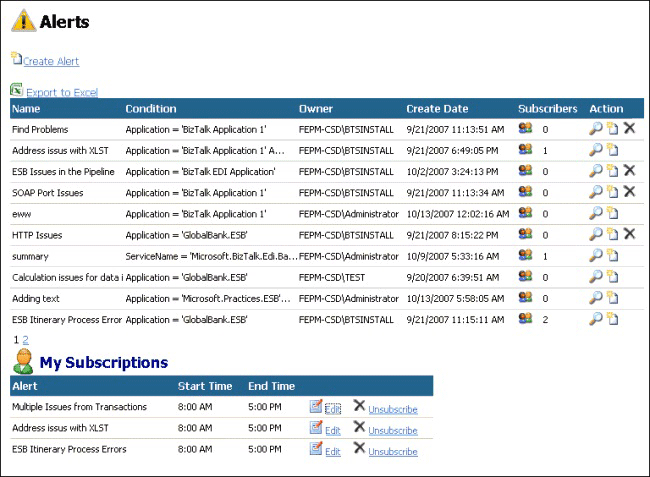 Alerts
Create Alert
Export to Excel
Name Condition Owner Create Date Subscribers Action
Find Problems Application = 'BizTalk Application 1' FEPM-CSD\BTSINSTALL 9/21/2007 11:13:51 AM 0
Address issus with XLST Application = 'BizTalk Application 1' A... FEPM-CSD\BTSINSTALL 9/21/2007 6:49:05 PM 1
ESB Issues in the Pipeline Application = 'BizTalk EDI Application' FEPM-CSD\BTSINSTALL 10/2/2007 3:24:13 PM 0
SOAP Port Issues Application = 'BizTalk Application 1' FEPM-CSD\BTSINSTALL 9/21/2007 11:13:34 AM 0
eww Application = 'BizTalk Application 1' FEPM-CSD\Administrator 10/13/2007 12:02:16 AM 0
HTTP Issues Application = 'GlobalBank.ESB' FEPM-CSD\BTSINSTALL 9/21/2007 8:15:22 PM 0
summary ServiceName = 'Microsoft.BizTalk.Edi.Ba... FEPM-CSD\Administrator 10/9/2007 5:33:16 AM 1
Calculation issues for data i Application = 'GlobalBank.ESB' FEPM-CSD\TEST 9/20/2007 6:39:51 AM 0
Adding text Application = 'Microsoft.Practices.ESB'... FEPM-CSD\Administrator 10/13/2007 5:58:05 AM 0
ESB Itinerary Process Error Application = 'GlobalBank.ESB' FEPM-CSD\BTSINSTALL 9/21/2007 11:15:11 AM 2
1 2
My Subscriptions
Alert Start Time End Time
Multiple Issues from Transactions 8:00 AM 5:00 PM Edit Unsubscribe
Address issus with XLST 8:00 AM 5:00 PM Edit Unsubscribe
ESB Itinerary Process Errors 8:00 AM 5:00 PM Edit Unsubscribe